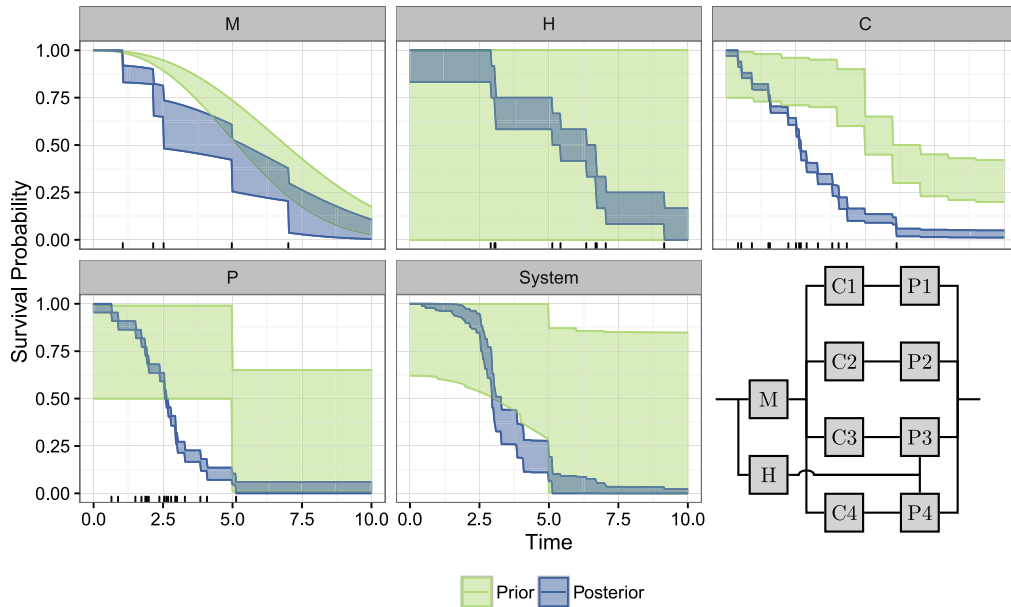 M H C
1.00
0.75
0.50
0.25
0.00
P System
1.00
0.75
0.50
0.25
0.00
Survival Probability
0.0 2.5 5.0 7.5 10.0 0.0 2.5 5.0 7.5 10.0
Time
C1 P1
C2 P2
M
C3 P3
H
C4 P4
Prior Posterior